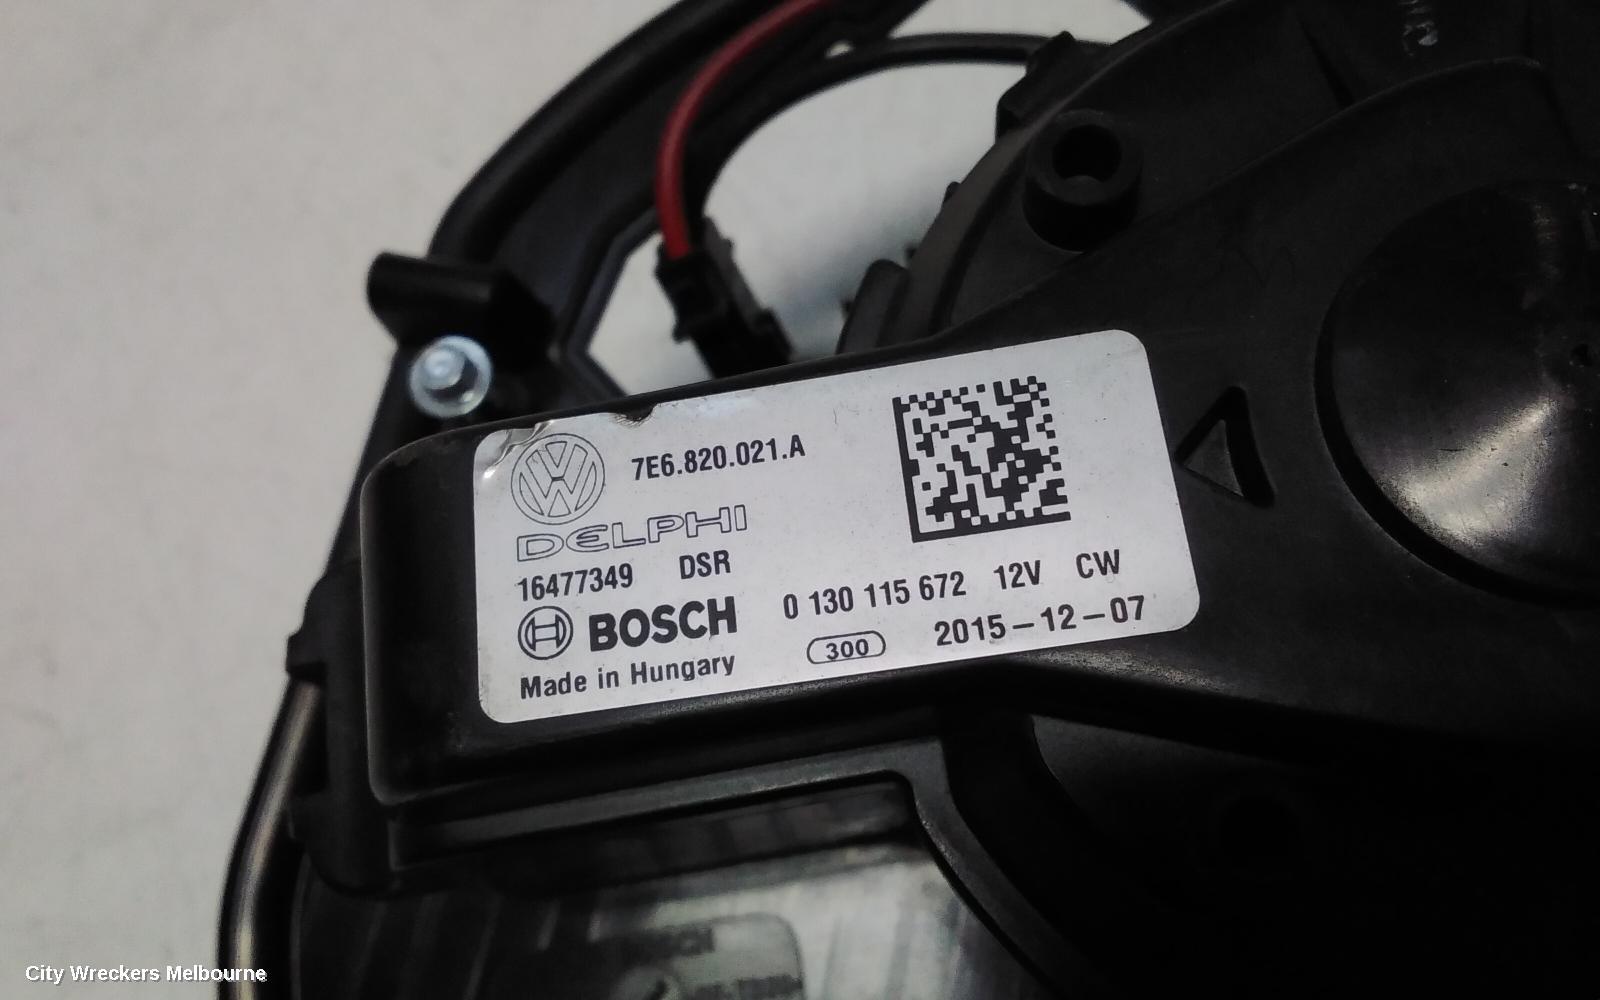 7E6.820.021.A
DELPHI
16477349 DSR
BOSCH
0 130 115 672 12V CW
300
2015-12-07
Made in Hungary
City Wreckers Melbourne